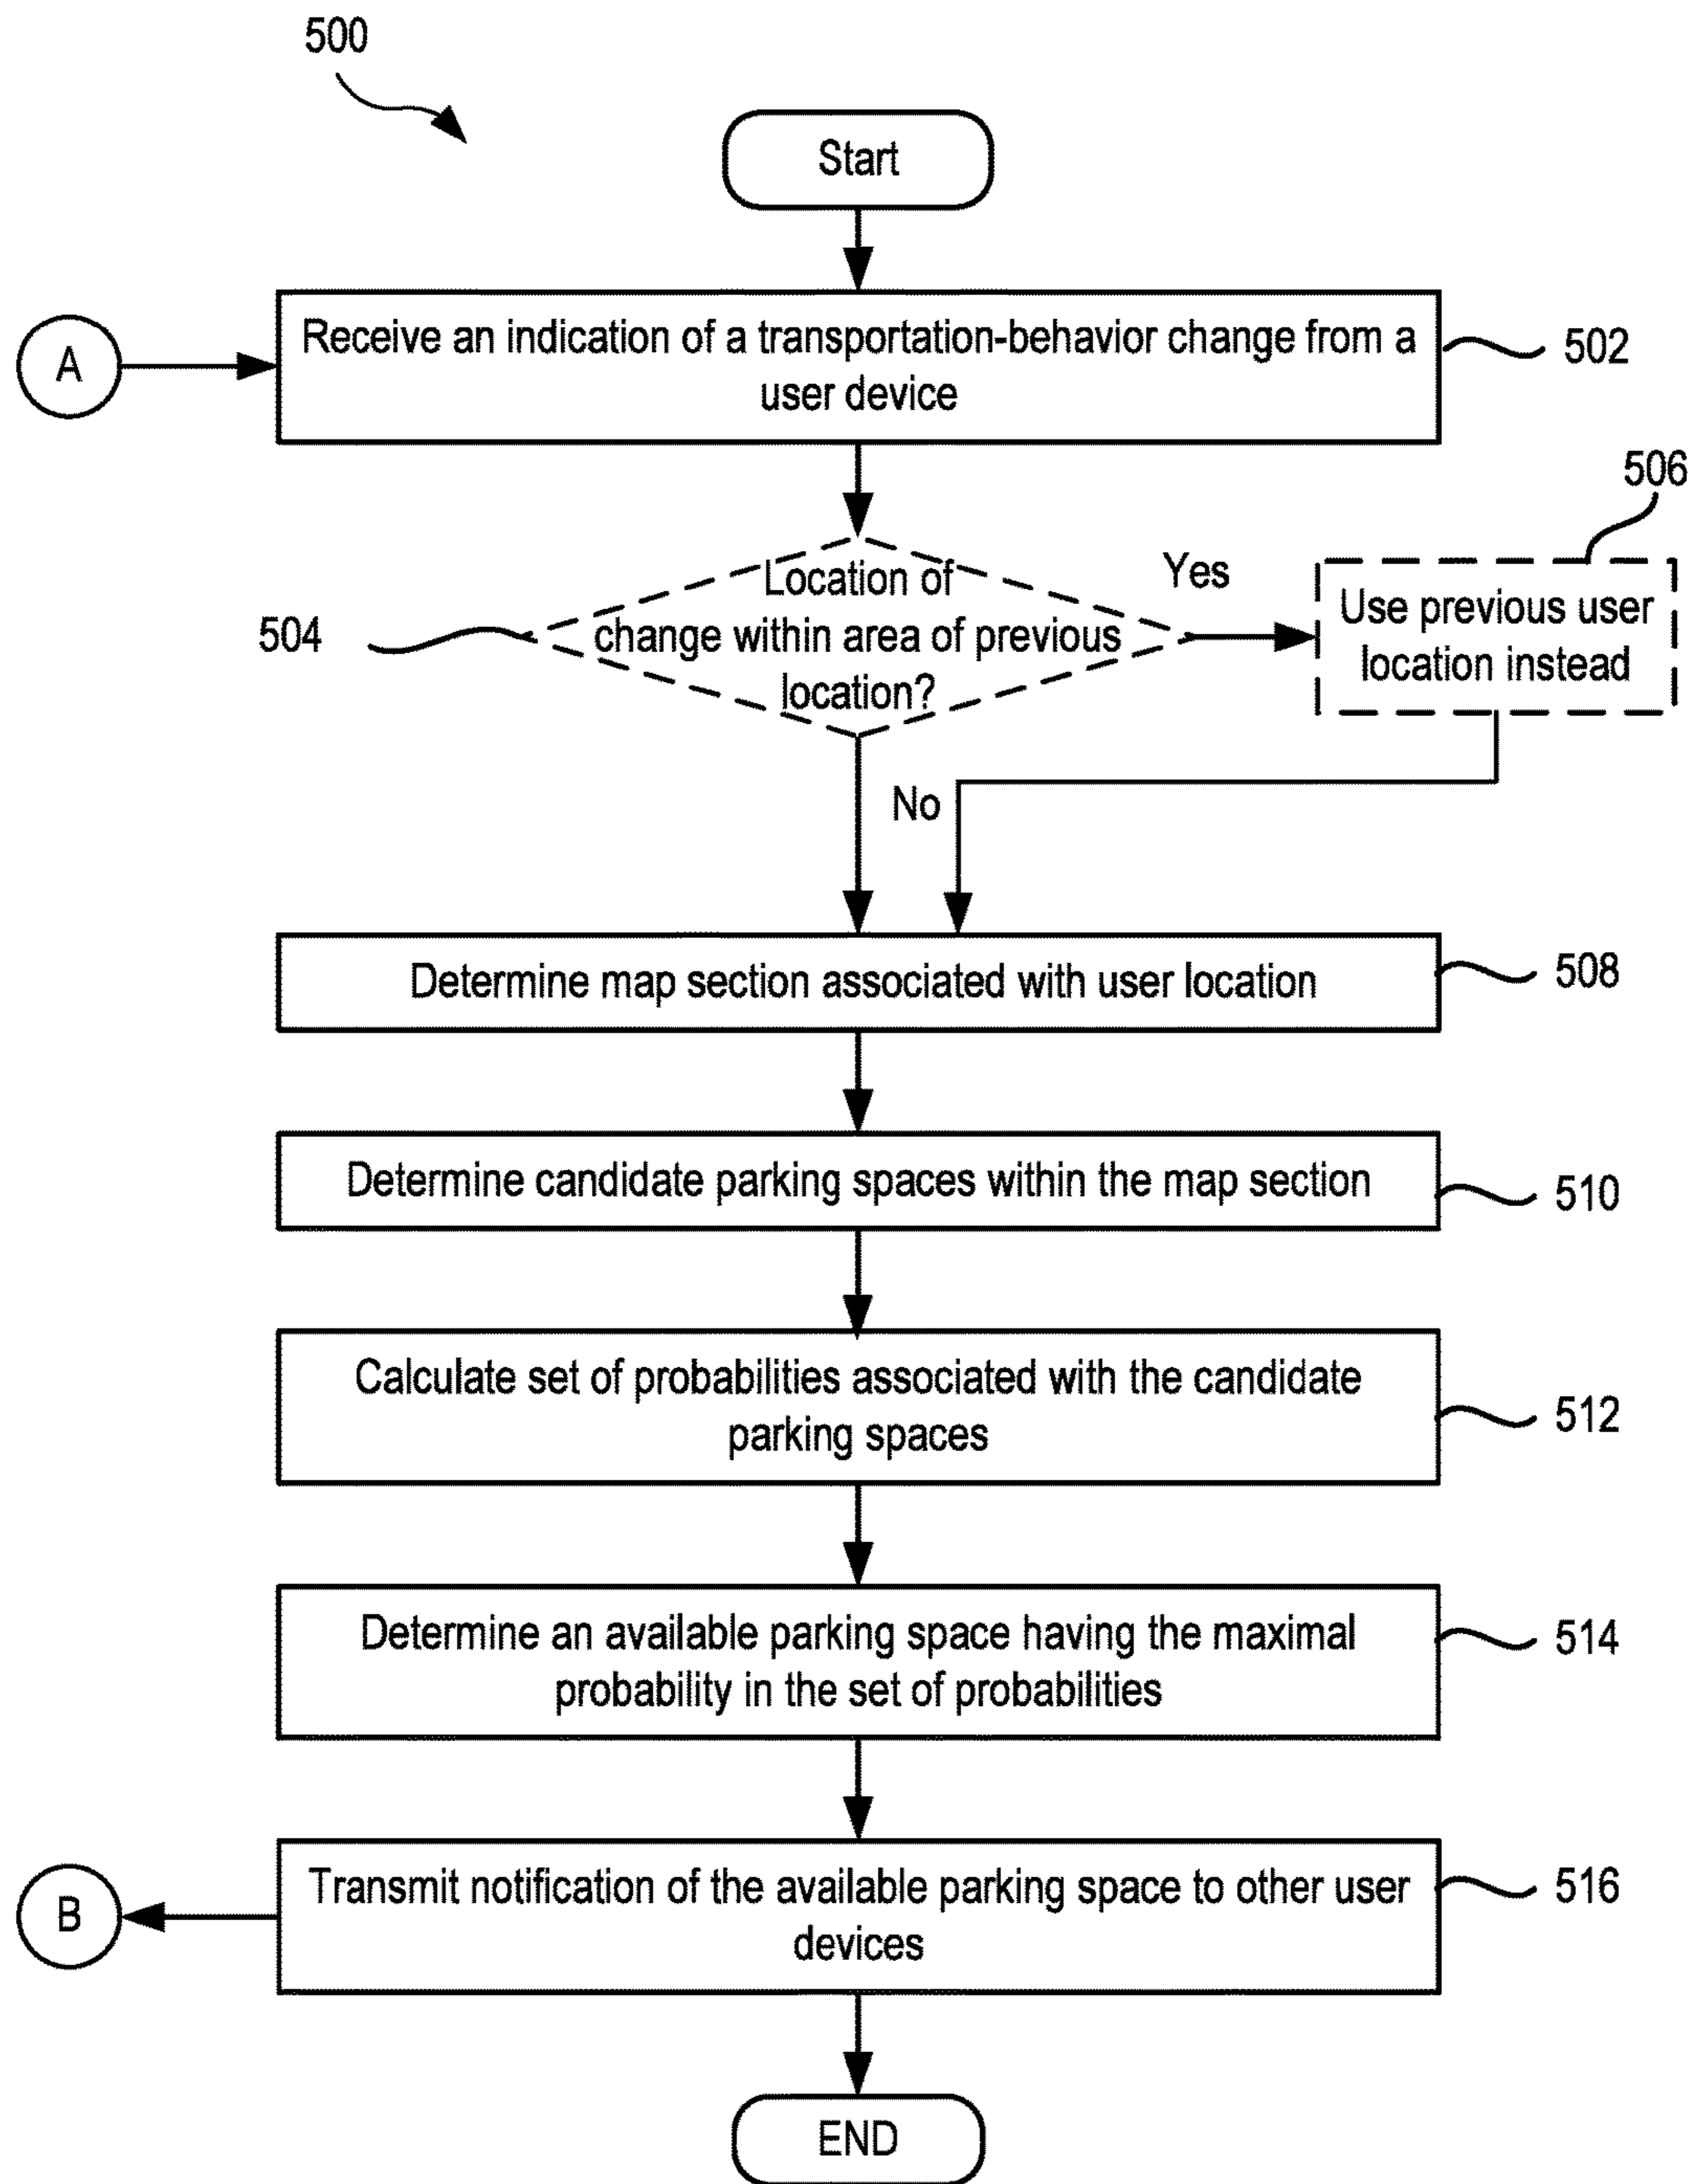 500
Start
A
Receive an indication of a transportation-behavior change from a
user device
502
506
Location of
change within area of previous
location?
504
Yes
Use previous user
location instead
No
Determine map section associated with user location
508
Determine candidate parking spaces within the map section
510
Calculate set of probabilities associated with the candidate
parking spaces
512
Determine an available parking space having the maximal
probability in the set of probabilities
514
Transmit notification of the available parking space to other user
devices
516
B
END